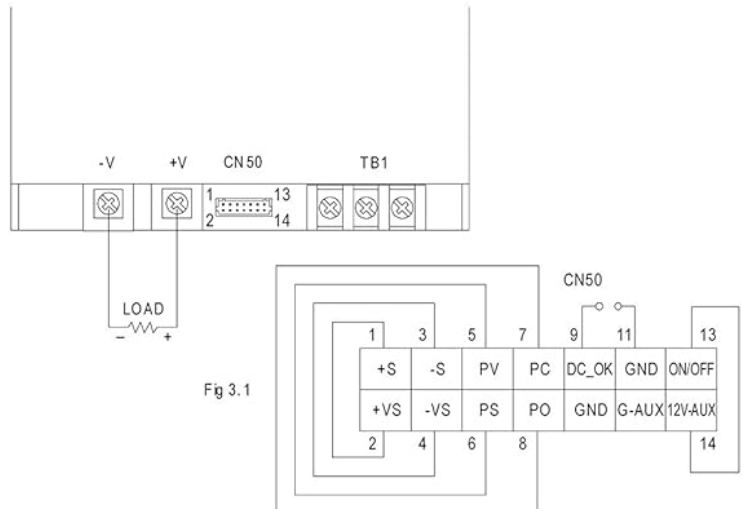 -V +V CN50 TB1
1 13
2 14
LOAD
– +
CN50
1 3 5 7 9 11 13
+S -S PV PC DC_OK GND ON/OFF
Fig 3.1
+VS -VS PS PO GND G-AUX 12V-AUX
2 4 6 8 14